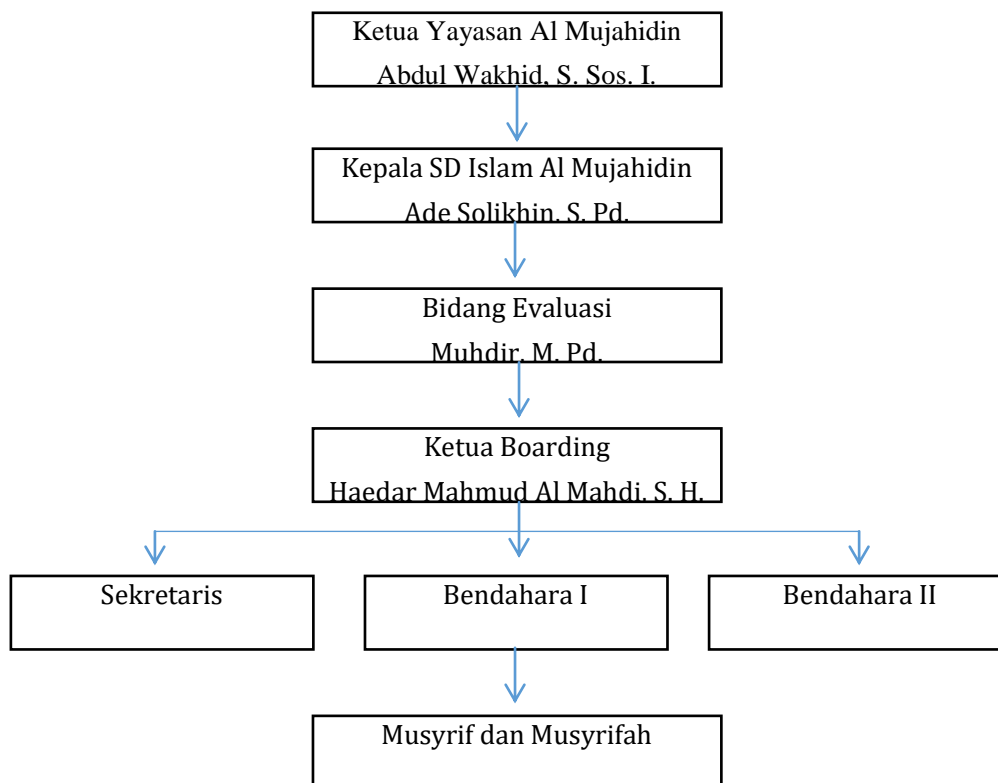 Ketua Yayasan Al Mujahidin
Abdul Wakhid, S. Sos. I.
Kepala SD Islam Al Mujahidin
Ade Solikhin. S. Pd.
Bidang Evaluasi
Muhdir. M. Pd.
Ketua Boarding
Haedar Mahmud Al Mahdi. S. H.
Sekretaris
Bendahara I
Bendahara II
Musyrif dan Musyrifah